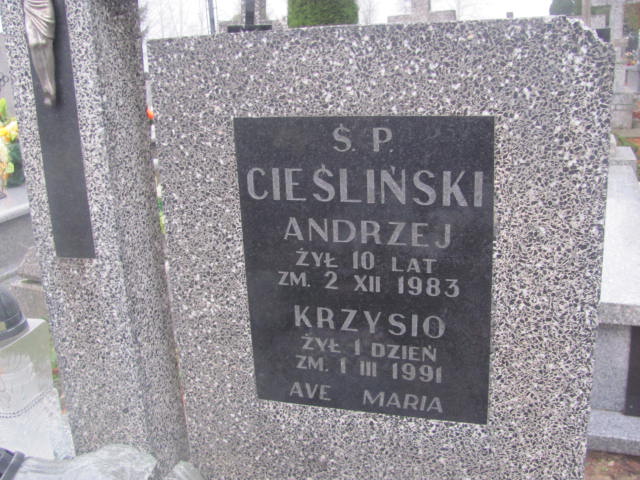 Ś. P.
CIEŚLIŃSKI
ANDRZEJ
ŻYŁ 10 LAT
ZM. 2 XII 1983
KRZYSIO
ŻYŁ 1 DZIEŃ
ZM. 1 III 1991
AVE MARIA